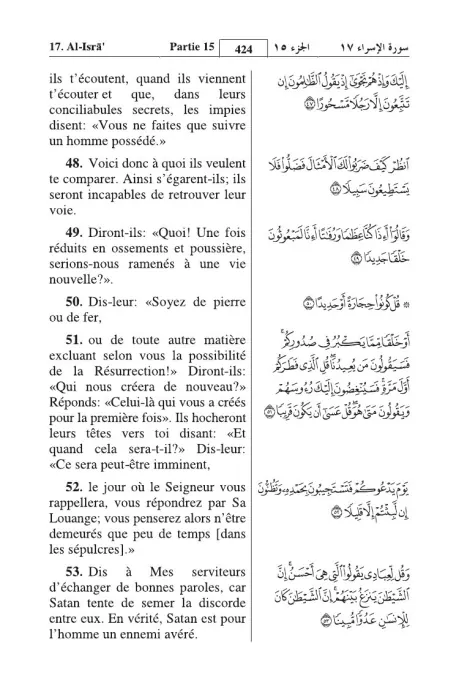 17. Al-Isrā' Partie 15 424 الجزء ١٥ سورة الإسراء ١٧
ils t'écoutent, quand ils viennent
t'écouter et que, dans leurs
conciliabules secrets, les impies
disent: «Vous ne faites que suivre
un homme possédé.»
48. Voici donc à quoi ils veulent
te comparer. Ainsi s'égarent-ils; ils
seront incapables de retrouver leur
voie.
49. Diront-ils: «Quoi! Une fois
réduits en ossements et poussière,
serions-nous ramenés à une vie
nouvelle?».
50. Dis-leur: «Soyez de pierre
ou de fer,
51. ou de toute autre matière
excluant selon vous la possibilité
de la Résurrection!» Diront-ils:
«Qui nous créera de nouveau?»
Réponds: «Celui-là qui vous a créés
pour la première fois». Ils hocheront
leurs têtes vers toi disant: «Et
quand cela sera-t-il?» Dis-leur:
«Ce sera peut-être imminent,
52. le jour où le Seigneur vous
rappellera, vous répondrez par Sa
Louange; vous penserez alors n’être
demeurés que peu de temps [dans
les sépulcres].»
53. Dis à Mes serviteurs
d’échanger de bonnes paroles, car
Satan tente de semer la discorde
entre eux. En vérité, Satan est pour
l’homme un ennemi avéré.
إِلَيْكَ وَإِذْ هُمْ نَجْوَىٰٓ إِذْ يَقُولُ ٱلظَّٰلِمُونَ إِن
تَتَّبِعُونَ إِلَّا رَجُلًا مَّسْحُورًا ٤٧
ٱنظُرْ كَيْفَ ضَرَبُوا۟ لَكَ ٱلْأَمْثَالَ فَضَلُّوا۟ فَلَا
يَسْتَطِيعُونَ سَبِيلًا ٤٨
وَقَالُوٓا۟ أَءِذَا كُنَّا عِظَٰمًا وَرُفَٰتًا أَءِنَّا لَمَبْعُوثُونَ
خَلْقًا جَدِيدًا ٤٩
* قُلْ كُونُوا۟ حِجَارَةً أَوْ حَدِيدًا ٥٠
أَوْ خَلْقًا مِّمَّا يَكْبُرُ فِى صُدُورِكُمْ ۚ
فَسَيَقُولُونَ مَن يُعِيدُنَا ۖ قُلِ ٱلَّذِى فَطَرَكُمْ
أَوَّلَ مَرَّةٍ ۚ فَسَيُنْغِضُونَ إِلَيْكَ رُءُوسَهُمْ
وَيَقُولُونَ مَتَىٰ هُوَ ۖ قُلْ عَسَىٰٓ أَن يَكُونَ قَرِيبًا ٥١
يَوْمَ يَدْعُوكُمْ فَتَسْتَجِيبُونَ بِحَمْدِهِۦ وَتَظُنُّونَ
إِن لَّبِثْتُمْ إِلَّا قَلِيلًا ٥٢
وَقُل لِّعِبَادِى يَقُولُوا۟ ٱلَّتِى هِىَ أَحْسَنُ ۚ إِنَّ
ٱلشَّيْطَٰنَ يَنزَغُ بَيْنَهُمْ ۚ إِنَّ ٱلشَّيْطَٰنَ كَانَ
لِلْإِنسَٰنِ عَدُوًّا مُّبِينًا ٥٣